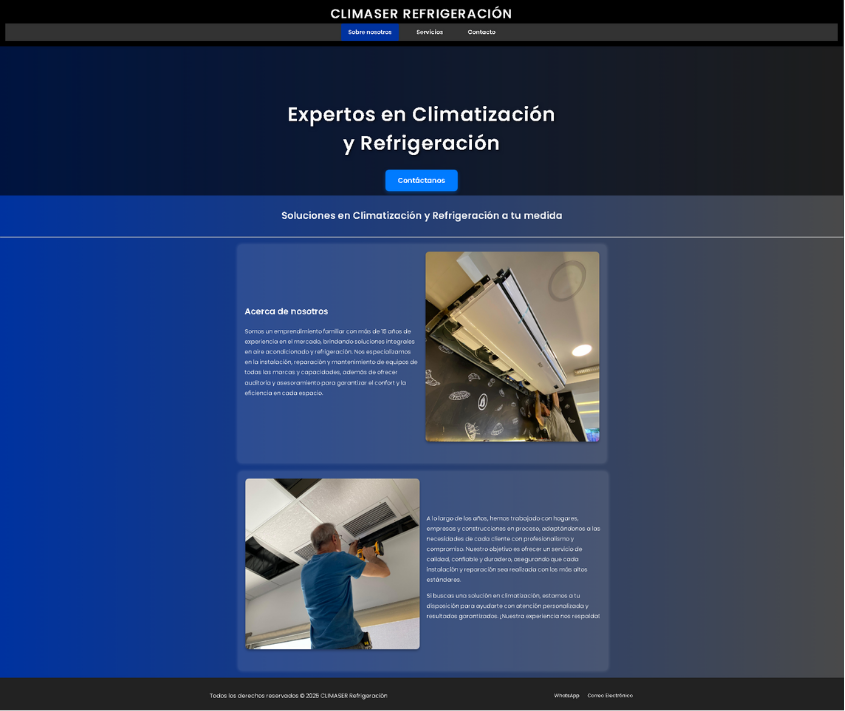 CLIMASER REFRIGERACIÓN
Sobre nosotros
Servicios
Contacto
Expertos en Climatización
y Refrigeración
Contáctanos
Soluciones en Climatización y Refrigeración a tu medida
Acerca de nosotros
Somos un emprendimiento familiar con más de 15 años de
experiencia en el mercado, brindando soluciones integrales
en aire acondicionado y refrigeración. Nos especializamos
en la instalación, reparación y mantenimiento de equipos de
todas las marcas y capacidades, además de ofrecer
auditoría y asesoramiento para garantizar el confort y la
eficiencia en cada espacio.
A lo largo de los años, hemos trabajado con hogares,
empresas y construcciones en proceso, adaptándonos a las
necesidades de cada cliente con profesionalismo y
compromiso. Nuestro objetivo es ofrecer un servicio de
calidad, confiable y duradero, asegurando que cada
instalación y reparación sea realizada con los más altos
estándares.
Si buscas una solución en climatización, estamos a tu
disposición para ayudarte con atención personalizada y
resultados garantizados. ¡Nuestra experiencia nos respalda!
Todos los derechos reservados © 2025 CLIMASER Refrigeración
WhatsApp
Correo Electrónico